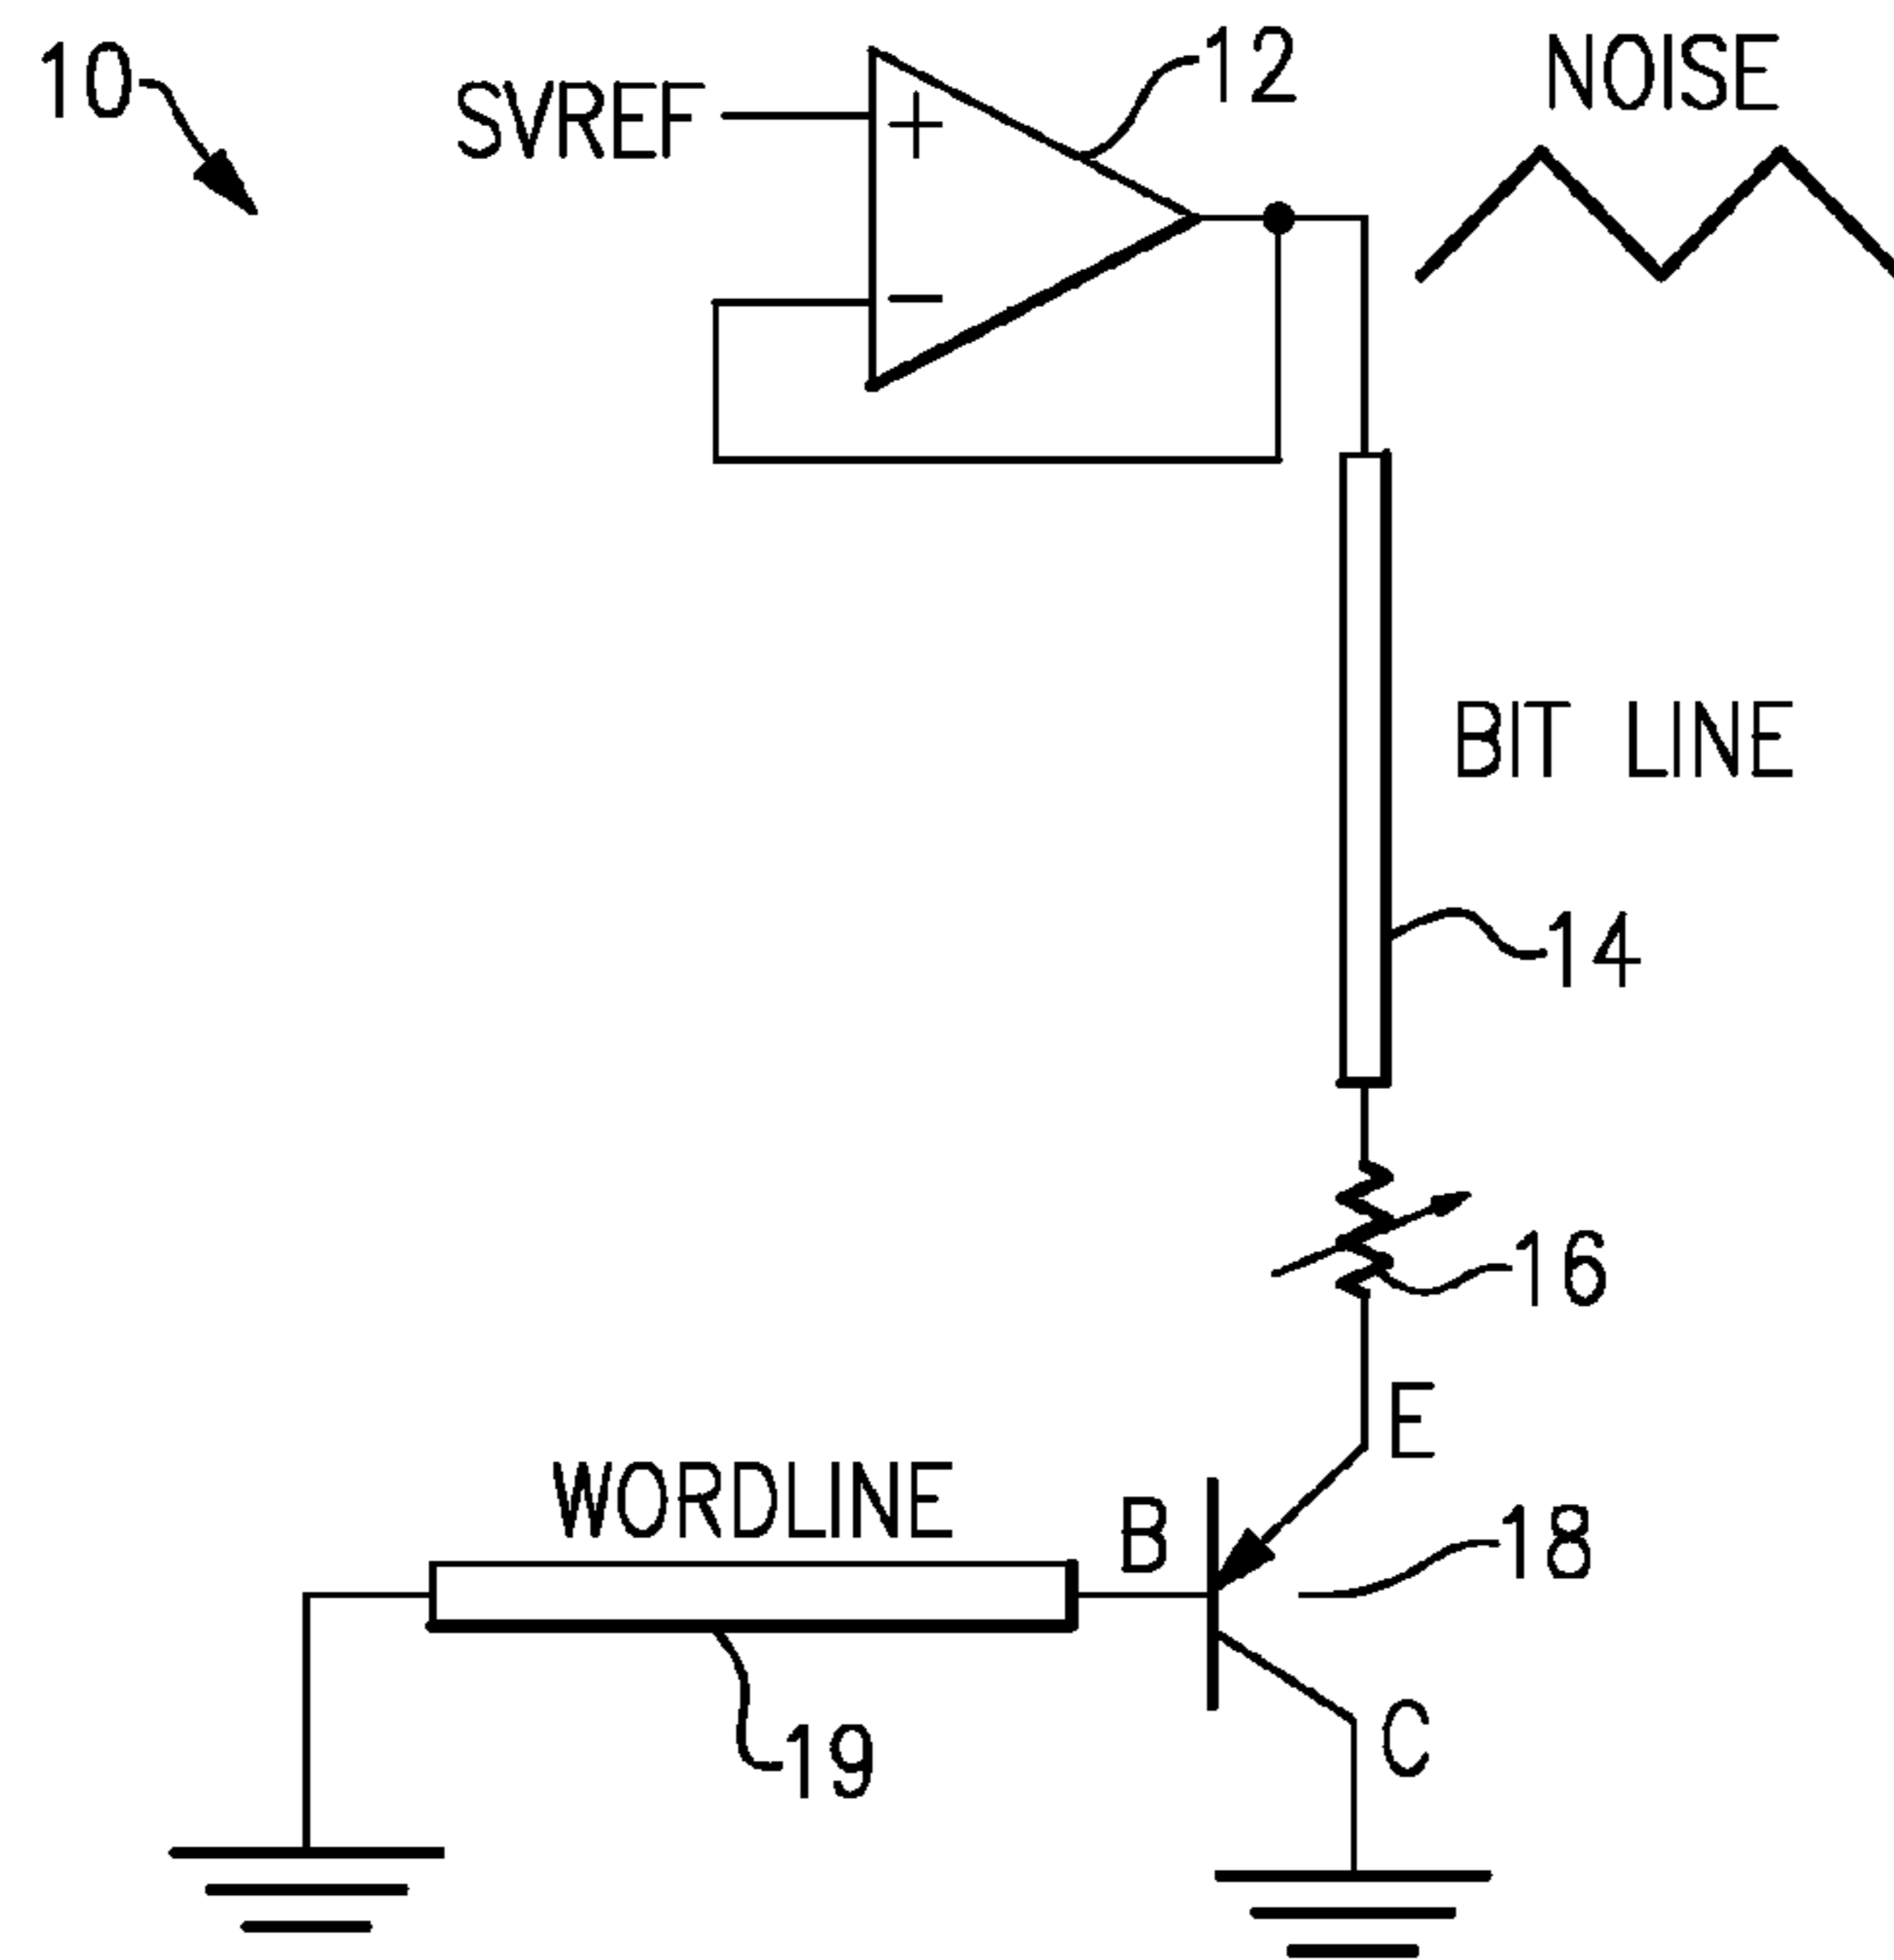 10
SVREF
+
−
12
NOISE
BIT LINE
14
16
E
WORDLINE
B
18
19
C